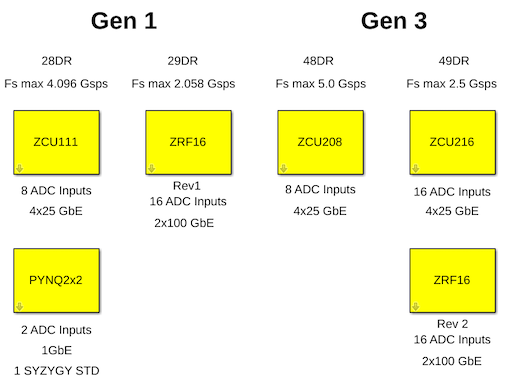 Gen 1
Gen 3
28DR
29DR
48DR
49DR
Fs max 4.096 Gsps
Fs max 2.058 Gsps
Fs max 5.0 Gsps
Fs max 2.5 Gsps
ZCU111
ZRF16
ZCU208
ZCU216
8 ADC Inputs
4x25 GbE
Rev1
16 ADC Inputs
2x100 GbE
8 ADC Inputs
4x25 GbE
16 ADC Inputs
4x25 GbE
PYNQ2x2
ZRF16
2 ADC Inputs
1GbE
1 SYZYGY STD
Rev 2
16 ADC Inputs
2x100 GbE